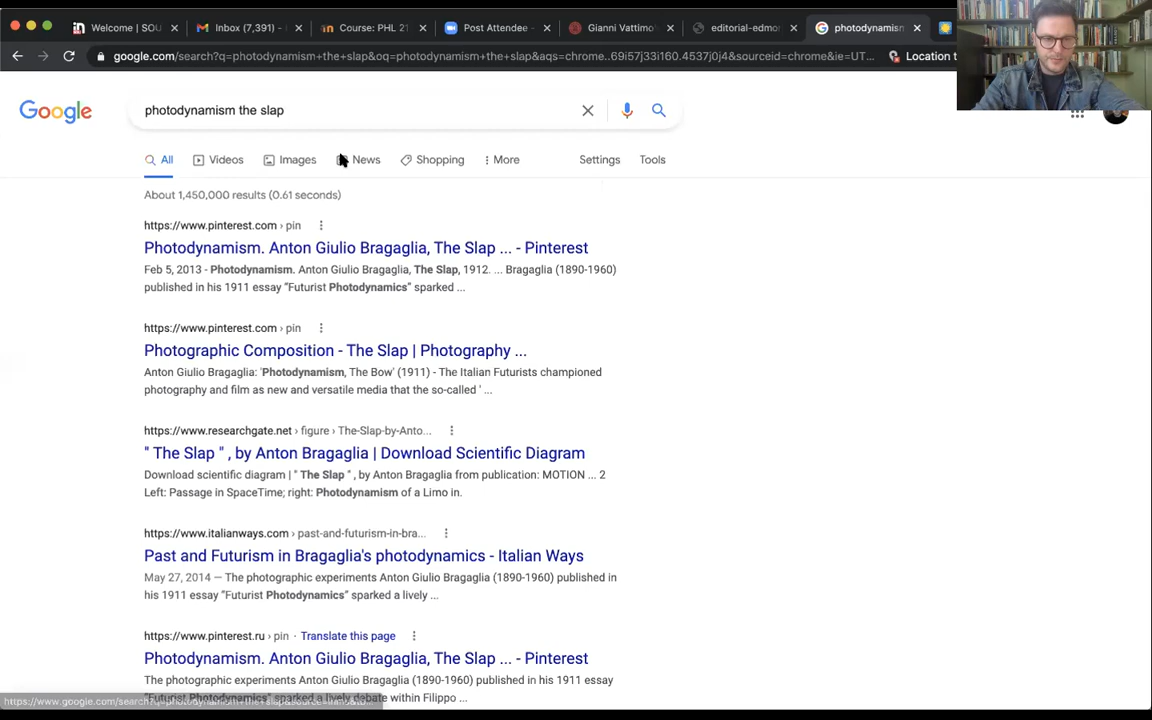 Welcome | SOU
Inbox (7,391) -
Course: PHL 21
Post Attendee -
Gianni Vattimo
editorial-edmo
photodynamism
google.com/search?q=photodynamism+the+slap&oq=photodynamism+the+slap&aqs=chrome..69i57j33i160.4537j0j4&sourceid=chrome&ie=UT...
Location t
Google
photodynamism the slap
All
Videos
Images
News
Shopping
More
Settings
Tools
About 1,450,000 results (0.61 seconds)
https://www.pinterest.com › pin
Photodynamism. Anton Giulio Bragaglia, The Slap ... - Pinterest
Feb 5, 2013 - Photodynamism. Anton Giulio Bragaglia, The Slap, 1912. ... Bragaglia (1890-1960)
published in his 1911 essay “Futurist Photodynamics” sparked ...
https://www.pinterest.com › pin
Photographic Composition - The Slap | Photography ...
Anton Giulio Bragaglia: 'Photodynamism, The Bow' (1911) - The Italian Futurists championed
photography and film as new and versatile media that the so-called ' ...
https://www.researchgate.net › figure › The-Slap-by-Anto...
" The Slap " , by Anton Bragaglia | Download Scientific Diagram
Download scientific diagram | " The Slap " , by Anton Bragaglia from publication: MOTION ... 2
Left: Passage in SpaceTime; right: Photodynamism of a Limo in.
https://www.italianways.com › past-and-futurism-in-bra...
Past and Futurism in Bragaglia's photodynamics - Italian Ways
May 27, 2014 — The photographic experiments Anton Giulio Bragaglia (1890-1960) published in
his 1911 essay “Futurist Photodynamics” sparked a lively ...
https://www.pinterest.ru › pin · Translate this page
Photodynamism. Anton Giulio Bragaglia, The Slap ... - Pinterest
The photographic experiments Anton Giulio Bragaglia (1890-1960) published in his 1911 essay
“Futurist Photodynamics” sparked a lively debate within Filippo ...